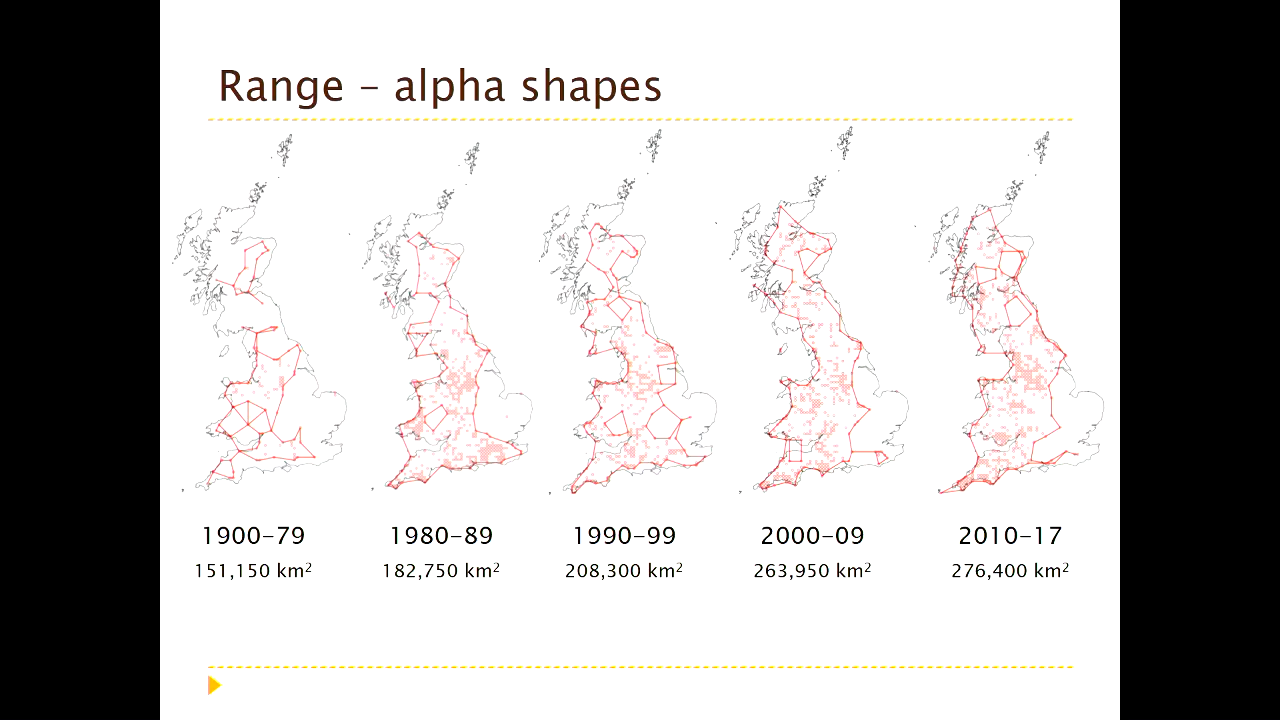 Range – alpha shapes
1900–79 1980–89 1990–99 2000–09 2010–17
151,150 km² 182,750 km² 208,300 km² 263,950 km² 276,400 km²